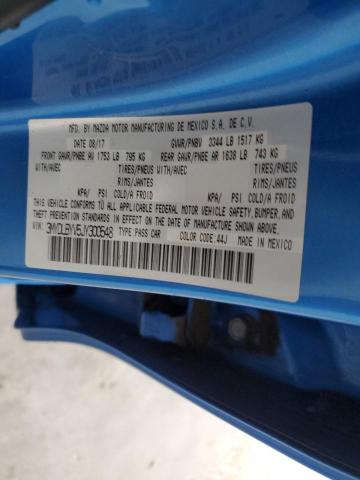 MFD. BY MAZDA MOTOR MANUFACTURING DE MEXICO S.A. DE C.V.
DATE 08/17 GVWR/PNBV 3344 LB 1517 KG
FRONT GAWR/PNBE AV 1753 LB 795 KG REAR GAWR/PNBE AR 1638 LB 743 KG
WITH/AVEC TIRES/PNEUS WITH/AVEC TIRES/PNEUS
RIMS/JANTES RIMS/JANTES
KPA/ PSI COLD/A FROID KPA/ PSI COLD/A FROID
THIS VEHICLE CONFORMS TO ALL APPLICABLE FEDERAL MOTOR VEHICLE SAFETY, BUMPER, AND
THEFT PREVENTION STANDARDS IN EFFECT ON THE DATE OF MANUFACTURE SHOWN ABOVE.
VIN: 3MYDLBYV5JY300548 TYPE PASS CAR COLOR:44J MADE IN MEXICO